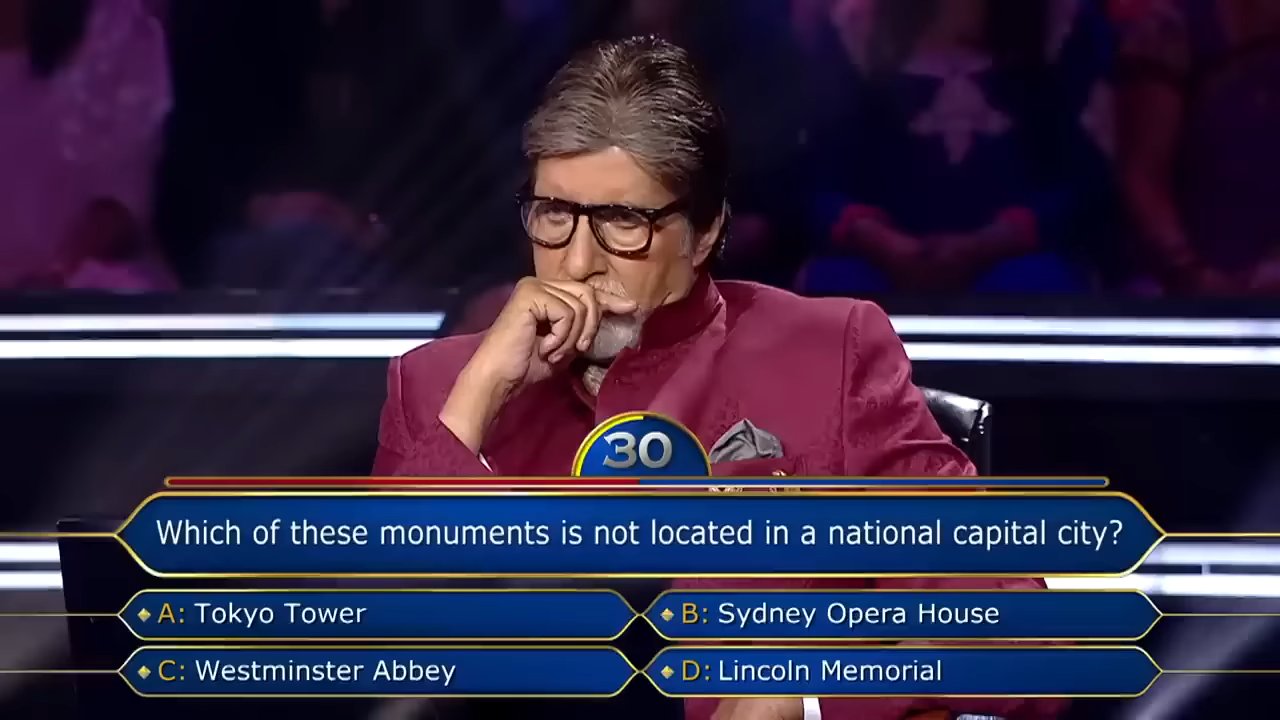 30
Which of these monuments is not located in a national capital city?
A: Tokyo Tower
B: Sydney Opera House
C: Westminster Abbey
D: Lincoln Memorial